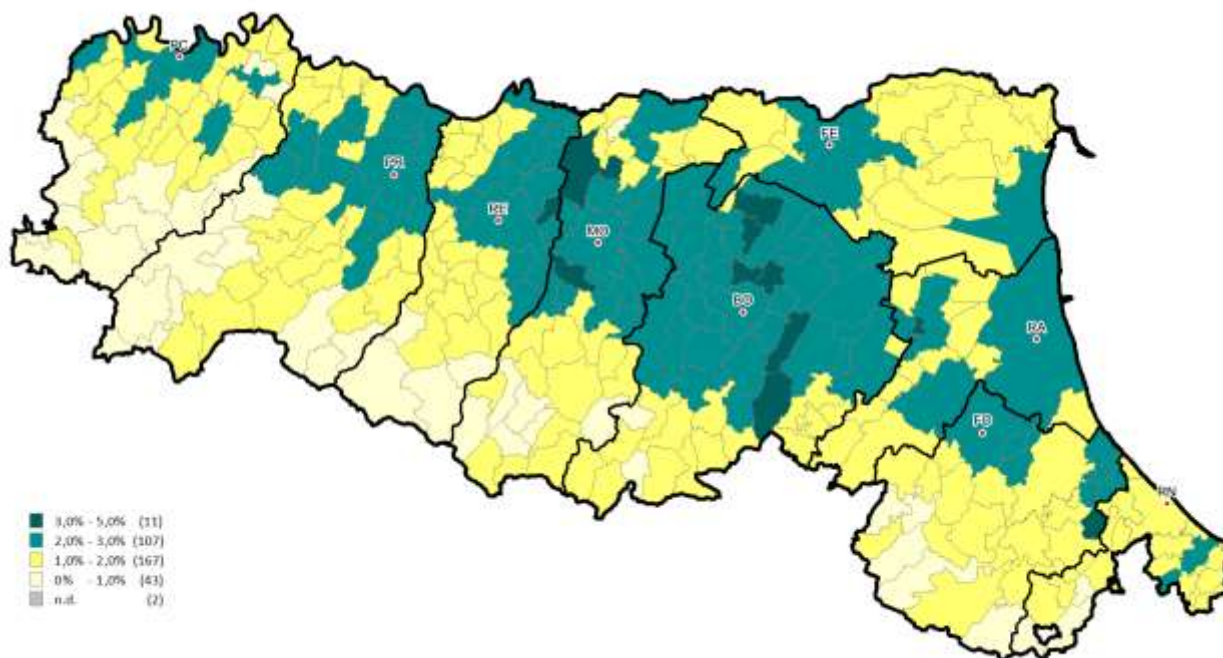 PC
FE
PR
RE
MO
BO
RA
FO
RN
3,0% - 5,0% (11)
2,0% - 3,0% (107)
1,0% - 2,0% (167)
0% - 1,0% (43)
n.d. (2)